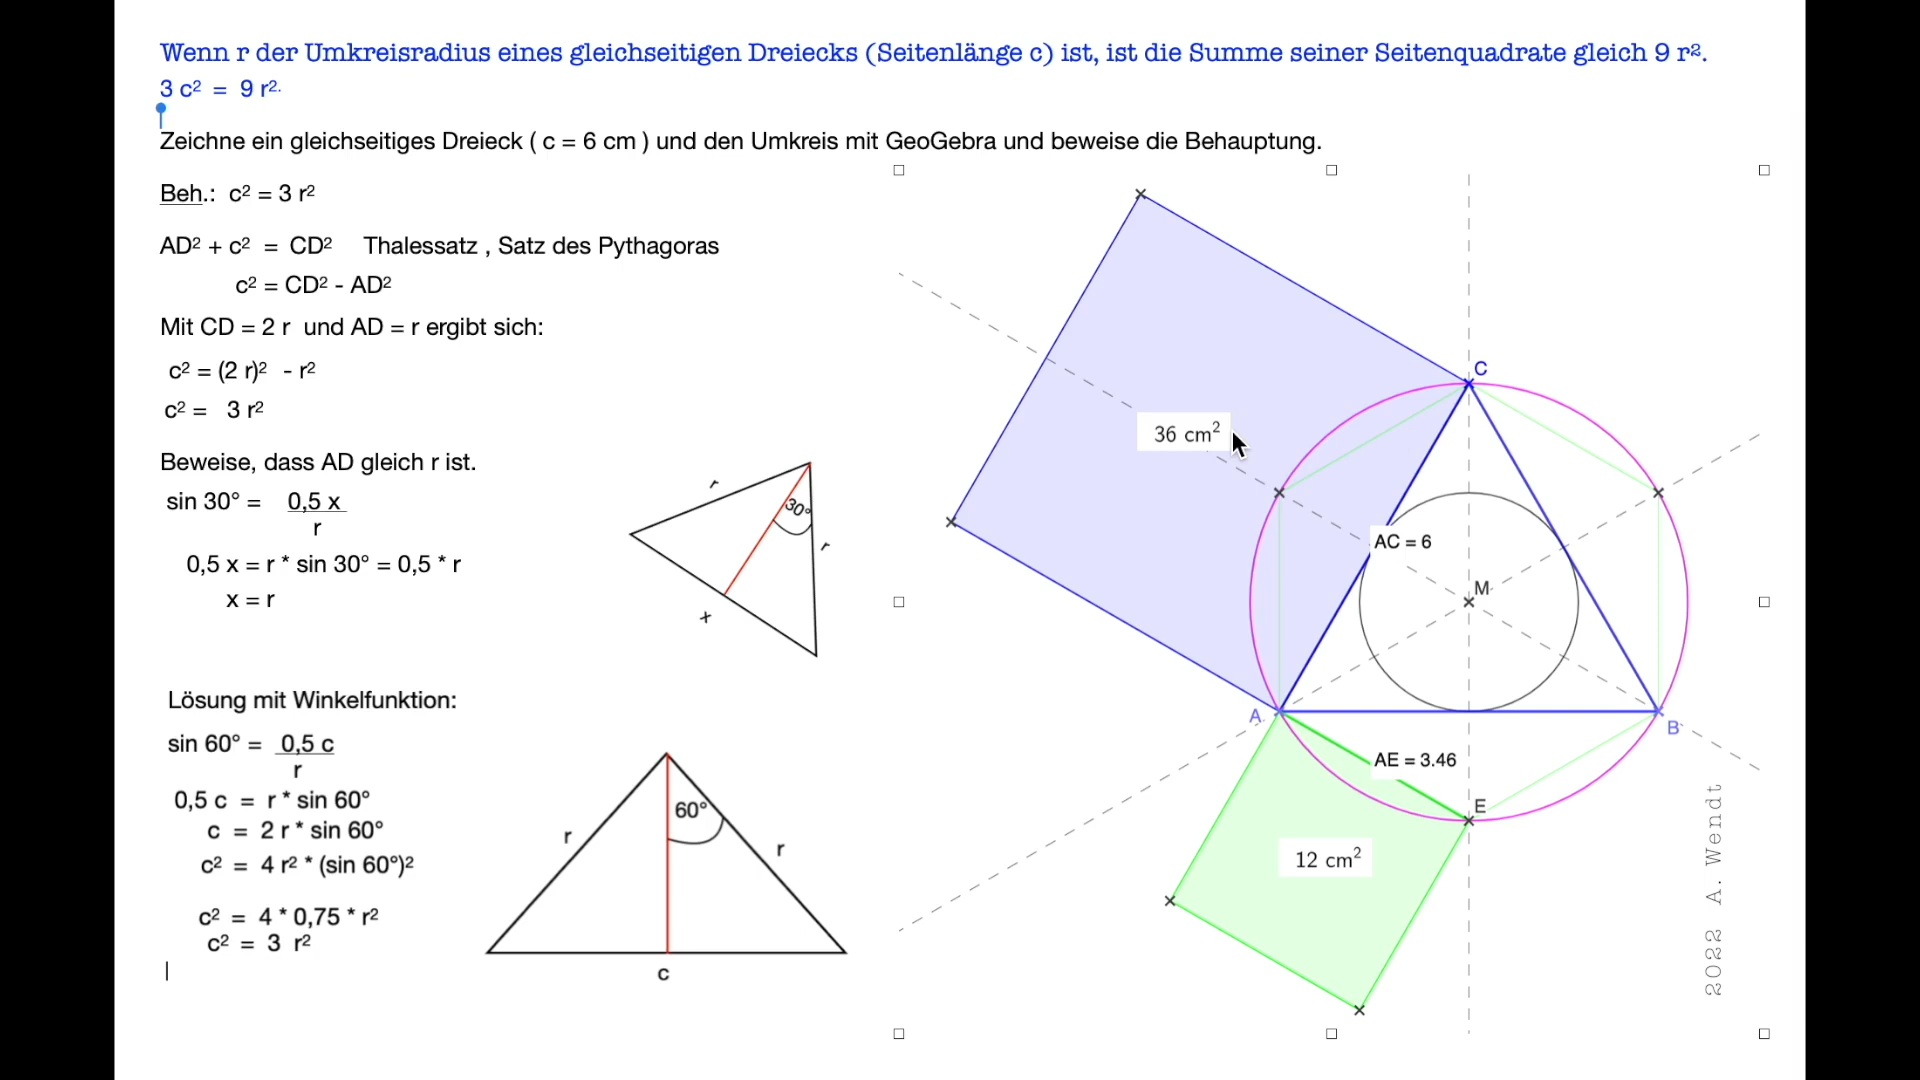 Wenn r der Umkreisradius eines gleichseitigen Dreiecks (Seitenlänge c) ist, ist die Summe seiner Seitenquadrate gleich 9 r².
3 c² = 9 r².
Zeichne ein gleichseitiges Dreieck ( c = 6 cm ) und den Umkreis mit GeoGebra und beweise die Behauptung.
Beh.: c² = 3 r²
AD² + c² = CD² Thalessatz , Satz des Pythagoras
c² = CD² - AD²
Mit CD = 2 r und AD = r ergibt sich:
c² = (2 r)² - r²
c² = 3 r²
Beweise, dass AD gleich r ist.
sin 30° = 0,5 x
r
0,5 x = r * sin 30° = 0,5 * r
x = r
r
30°
r
x
Lösung mit Winkelfunktion:
sin 60° = 0,5 c
r
0,5 c = r * sin 60°
c = 2 r * sin 60°
c² = 4 r² * (sin 60°)²
c² = 4 * 0,75 * r²
c² = 3 r²
60°
r
r
c
C
36 cm²
AC = 6
M
A
B
AE = 3.46
E
12 cm²
2022 A. Wendt